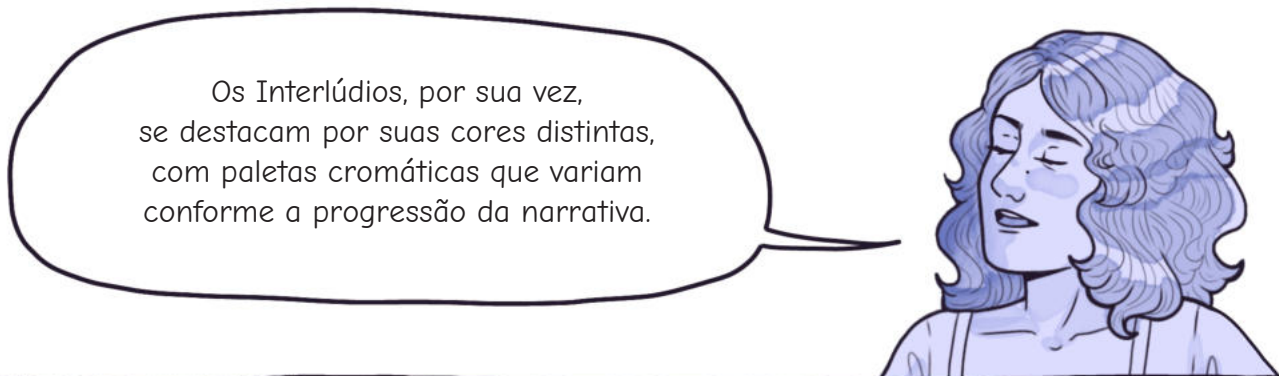 Os Interlúdios, por sua vez,
se destacam por suas cores distintas,
com paletas cromáticas que variam
conforme a progressão da narrativa.